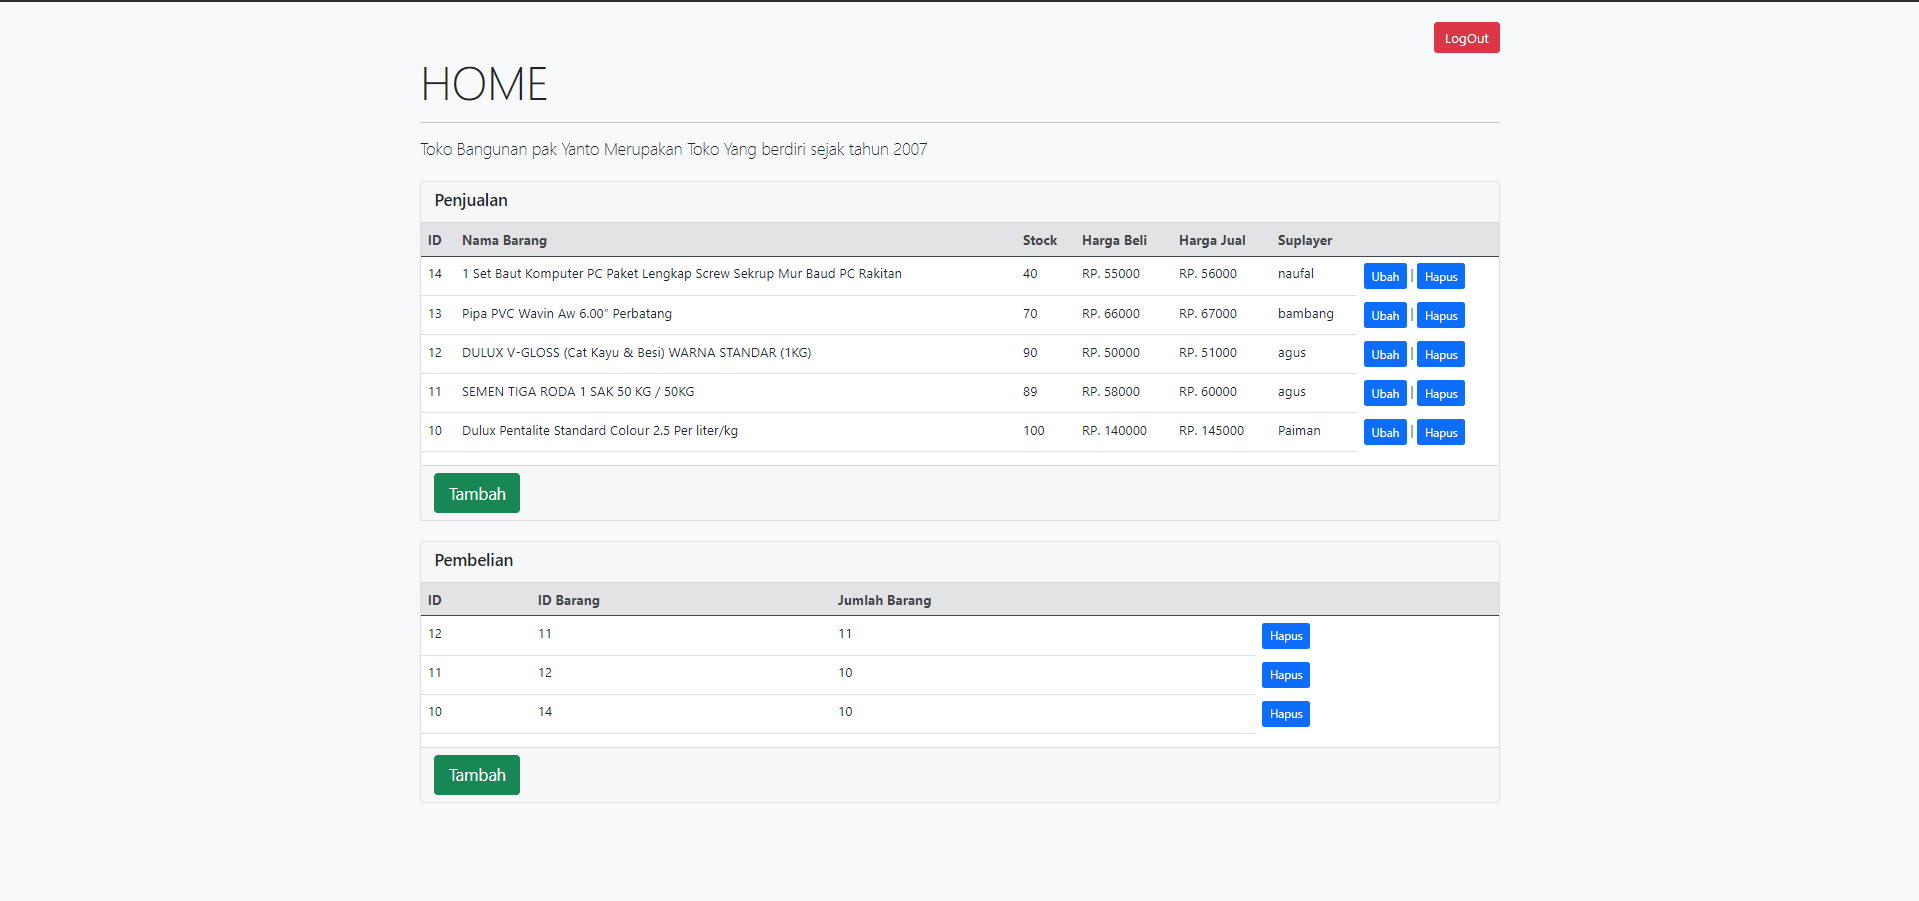 LogOut
HOME
Toko Bangunan pak Yanto Merupakan Toko Yang berdiri sejak tahun 2007
Penjualan
ID Nama Barang Stock Harga Beli Harga Jual Suplayer
14 1 Set Baut Komputer PC Paket Lengkap Screw Sekrup Mur Baud PC Rakitan 40 RP. 55000 RP. 56000 naufal Ubah | Hapus
13 Pipa PVC Wavin Aw 6.00" Perbatang 70 RP. 66000 RP. 67000 bambang Ubah | Hapus
12 DULUX V-GLOSS (Cat Kayu & Besi) WARNA STANDAR (1KG) 90 RP. 50000 RP. 51000 agus Ubah | Hapus
11 SEMEN TIGA RODA 1 SAK 50 KG / 50KG 89 RP. 58000 RP. 60000 agus Ubah | Hapus
10 Dulux Pentalite Standard Colour 2.5 Per liter/kg 100 RP. 140000 RP. 145000 Paiman Ubah | Hapus
Tambah
Pembelian
ID ID Barang Jumlah Barang
12 11 11 Hapus
11 12 10 Hapus
10 14 10 Hapus
Tambah